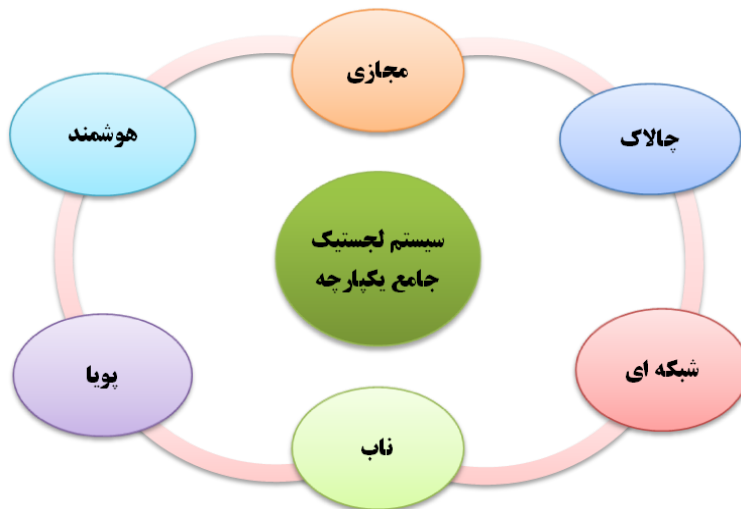 مجازی
چالاک
هوشمند
سیستم لجستیک
جامع یکپارچه
شبکه ای
پویا
ناب